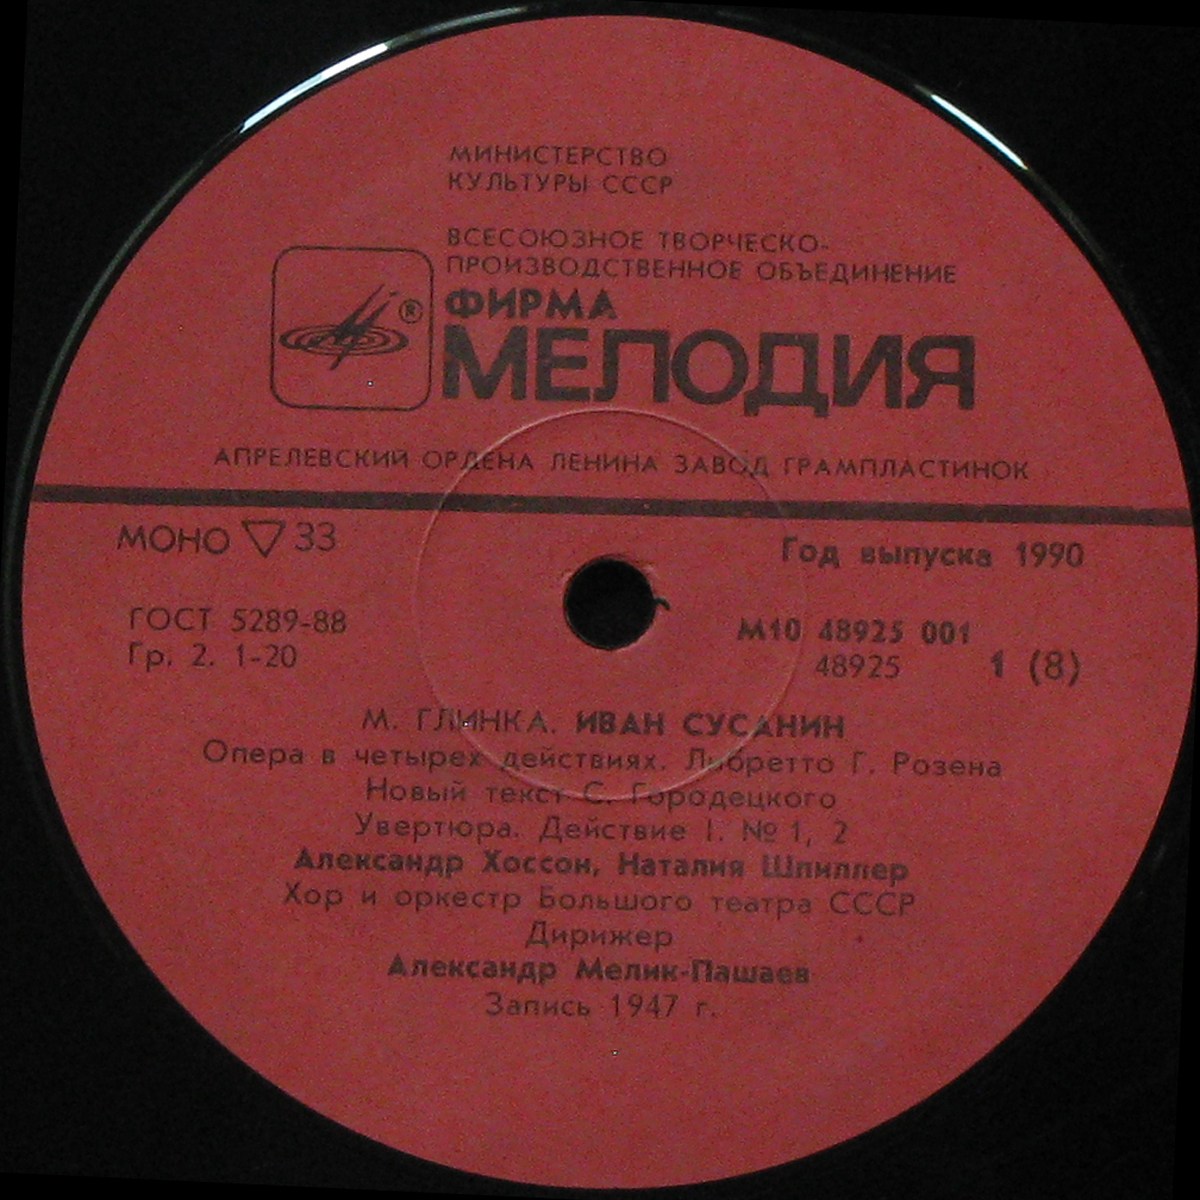 МИНИСТЕРСТВО
КУЛЬТУРЫ СССР
ВСЕСОЮЗНОЕ ТВОРЧЕСКО-
ПРОИЗВОДСТВЕННОЕ ОБЪЕДИНЕНИЕ
ФИРМА
®
МЕЛОДИЯ
АПРЕЛЕВСКИЙ ОРДЕНА ЛЕНИНА ЗАВОД ГРАМПЛАСТИНОК
МОНО ▽ 33
Год выпуска 1990
ГОСТ 5289-88
Гр. 2. 1-20
М10 48925 001
48925 1 (8)
М. ГЛИНКА. ИВАН СУСАНИН
Опера в четырех действиях. Либретто Г. Розена
Новый текст С. Городецкого
Увертюра. Действие I. № 1, 2
Александр Хоссон, Наталия Шпиллер
Хор и оркестр Большого театра СССР
Дирижер
Александр Мелик-Пашаев
Запись 1947 г.